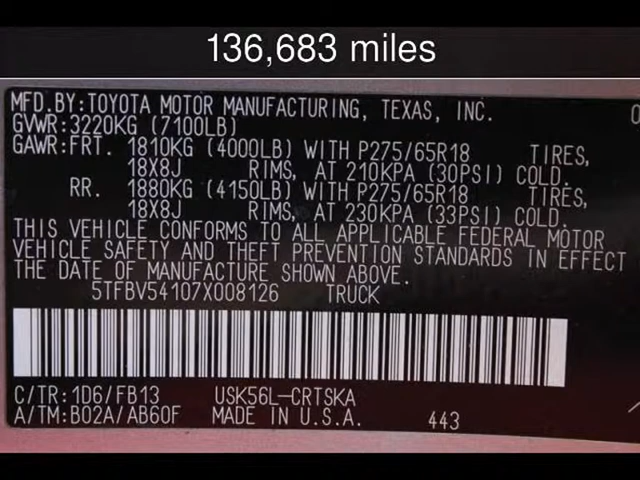 136,683 miles
MFD.BY:TOYOTA MOTOR MANUFACTURING, TEXAS, INC.
GVWR:3220KG (7100LB)
GAWR:FRT. 1810KG (4000LB) WITH P275/65R18 TIRES,
18X8J RIMS, AT 210KPA (30PSI) COLD.
RR. 1880KG (4150LB) WITH P275/65R18 TIRES,
18X8J RIMS, AT 230KPA (33PSI) COLD.
THIS VEHICLE CONFORMS TO ALL APPLICABLE FEDERAL MOTOR
VEHICLE SAFETY AND THEFT PREVENTION STANDARDS IN EFFECT
THE DATE OF MANUFACTURE SHOWN ABOVE.
5TFBV54107X008126 TRUCK
C/TR:1D6/FB13 USK56L-CRTSKA
A/TM:B02A/AB60F MADE IN U.S.A. 443